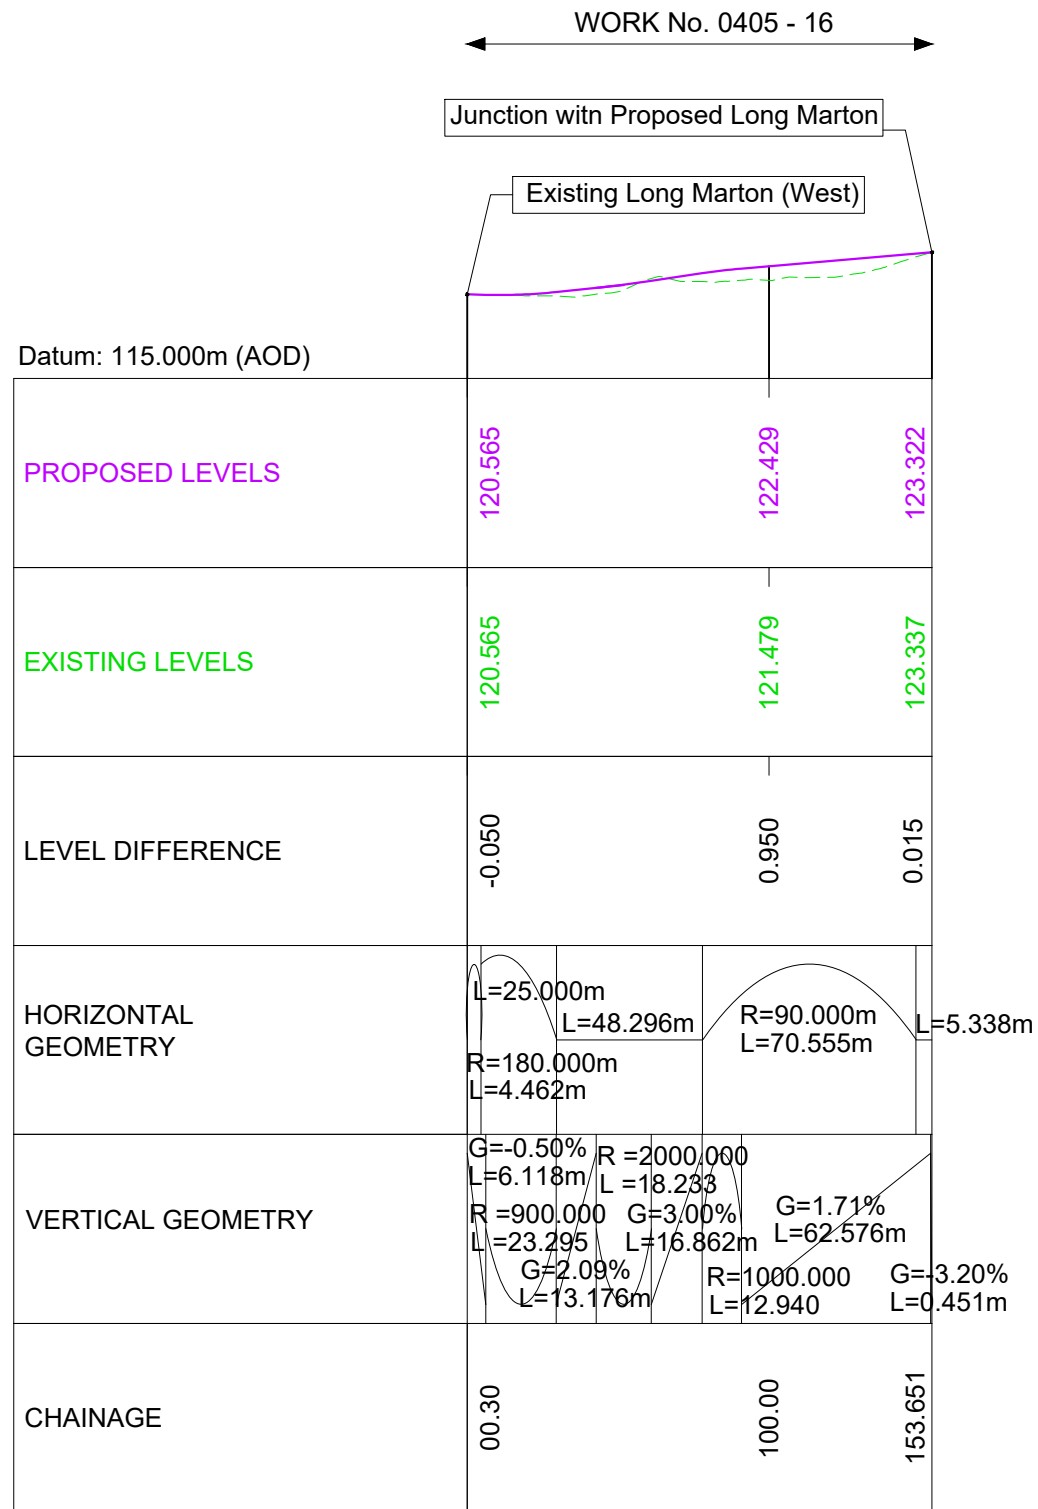 WORK No. 0405 - 16
Junction witn Proposed Long Marton
Existing Long Marton (West)
Datum: 115.000m (AOD)
PROPOSED LEVELS
120.565
122.429
123.322
EXISTING LEVELS
120.565
121.479
123.337
LEVEL DIFFERENCE
-0.050
0.950
0.015
HORIZONTAL
GEOMETRY
L=25.000m
R=180.000m
L=4.462m
L=48.296m
R=90.000m
L=70.555m
L=5.338m
VERTICAL GEOMETRY
G=-0.50%
L=6.118m
R =900.000
L =23.295
G=2.09%
L=13.176m
R =2000.000
L =18.233
G=3.00%
L=16.862m
R=1000.000
L=12.940
G=1.71%
L=62.576m
G=-3.20%
L=0.451m
CHAINAGE
00.30
100.00
153.651